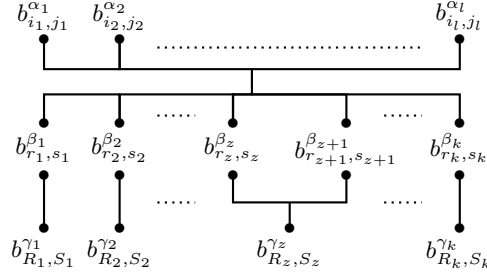 b^{α_1}_{i_1,j_1} b^{α_2}_{i_2,j_2} b^{α_l}_{i_l,j_l}
b^{β_1}_{r_1,s_1} b^{β_2}_{r_2,s_2} b^{β_z}_{r_z,s_z} b^{β_{z+1}}_{r_{z+1},s_{z+1}} b^{β_k}_{r_k,s_k}
b^{γ_1}_{R_1,S_1} b^{γ_2}_{R_2,S_2} b^{γ_z}_{R_z,S_z} b^{γ_k}_{R_k,S_k}